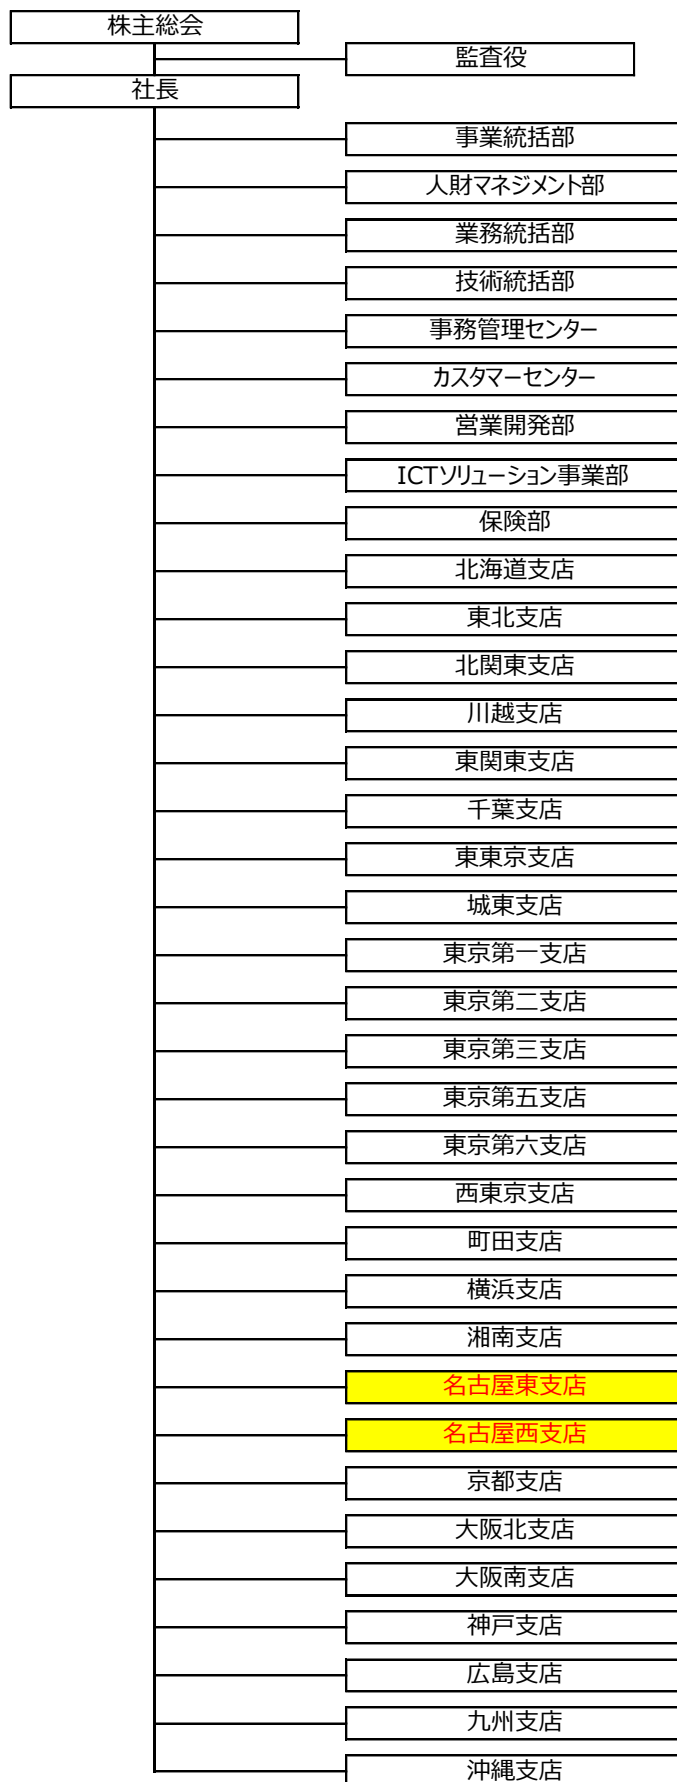 株主総会
監査役
社長
事業統括部
人財マネジメント部
業務統括部
技術統括部
事務管理センター
カスタマーセンター
営業開発部
ICTソリューション事業部
保険部
北海道支店
東北支店
北関東支店
川越支店
東関東支店
千葉支店
東東京支店
城東支店
東京第一支店
東京第二支店
東京第三支店
東京第五支店
東京第六支店
西東京支店
町田支店
横浜支店
湘南支店
名古屋東支店
名古屋西支店
京都支店
大阪北支店
大阪南支店
神戸支店
広島支店
九州支店
沖縄支店